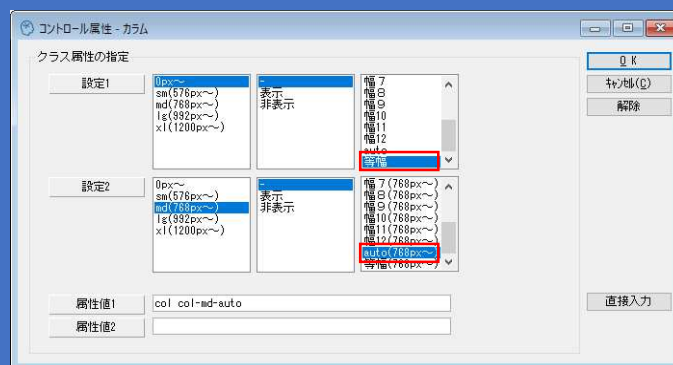 コントロール属性 - カラム
クラス属性の指定
設定1
0px～
sm(576px～)
md(768px～)
lg(992px～)
xl(1200px～)
-
表示
非表示
幅7
幅8
幅9
幅10
幅11
幅12
auto
等幅
設定2
0px～
sm(576px～)
md(768px～)
lg(992px～)
xl(1200px～)
-
表示
非表示
幅7(768px～)
幅8(768px～)
幅9(768px～)
幅10(768px～)
幅11(768px～)
幅12(768px～)
auto(768px～)
等幅(768px～)
属性値1
col col-md-auto
属性値2
OK
キャンセル(C)
解除
直接入力